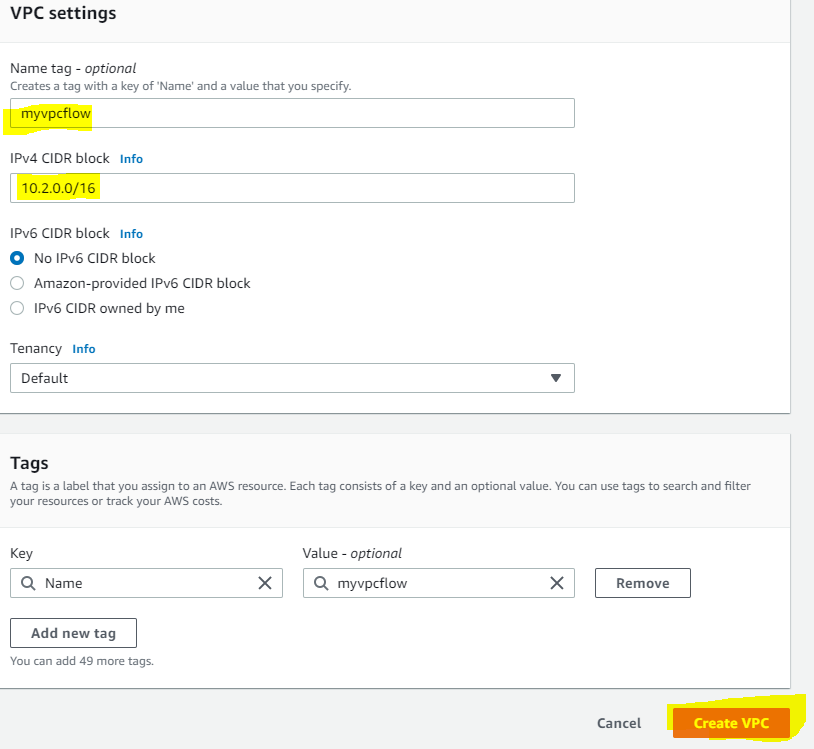 VPC settings
Name tag - optional
Creates a tag with a key of 'Name' and a value that you specify.
myvpcflow
IPv4 CIDR block Info
10.2.0.0/16
IPv6 CIDR block Info
No IPv6 CIDR block
Amazon-provided IPv6 CIDR block
IPv6 CIDR owned by me
Tenancy Info
Default
Tags
A tag is a label that you assign to an AWS resource. Each tag consists of a key and an optional value. You can use tags to search and filter
your resources or track your AWS costs.
Key Value - optional
Name myvpcflow Remove
Add new tag
You can add 49 more tags.
Cancel Create VPC